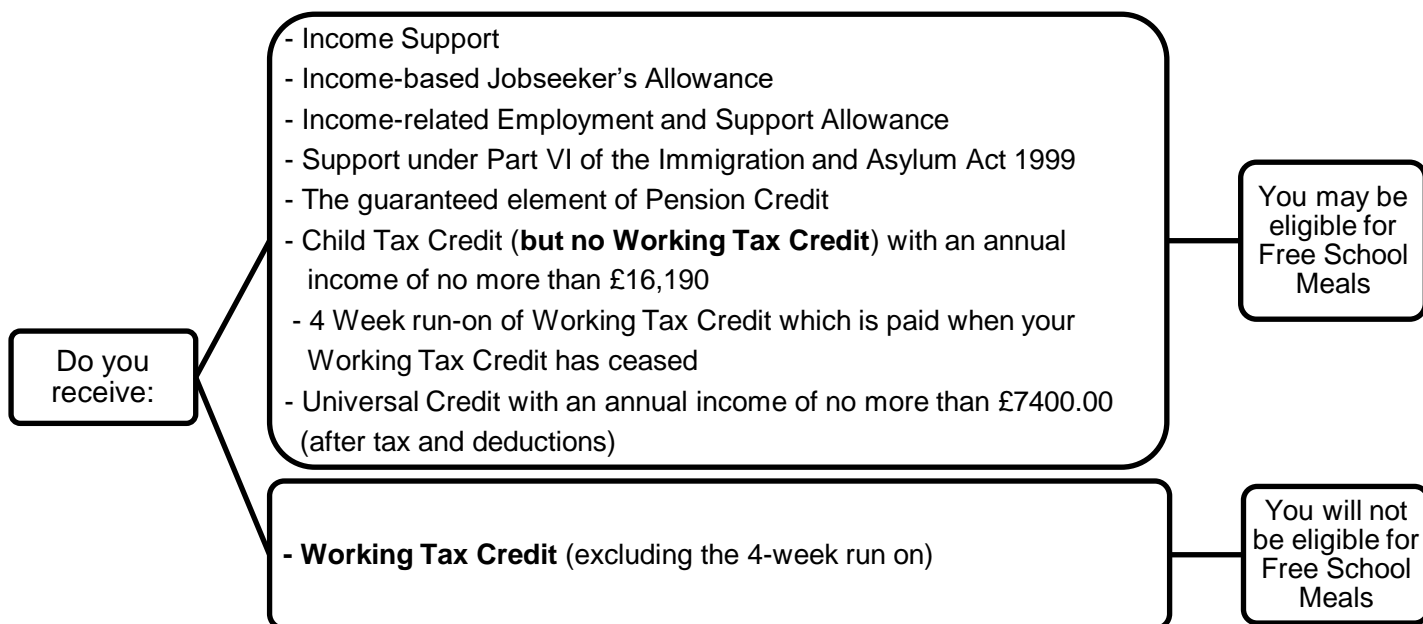 Do you
receive:
- Income Support
- Income-based Jobseeker’s Allowance
- Income-related Employment and Support Allowance
- Support under Part VI of the Immigration and Asylum Act 1999
- The guaranteed element of Pension Credit
- Child Tax Credit (but no Working Tax Credit) with an annual
income of no more than £16,190
- 4 Week run-on of Working Tax Credit which is paid when your
Working Tax Credit has ceased
- Universal Credit with an annual income of no more than £7400.00
(after tax and deductions)
You may be
eligible for
Free School
Meals
- Working Tax Credit (excluding the 4-week run on)
You will not
be eligible for
Free School
Meals